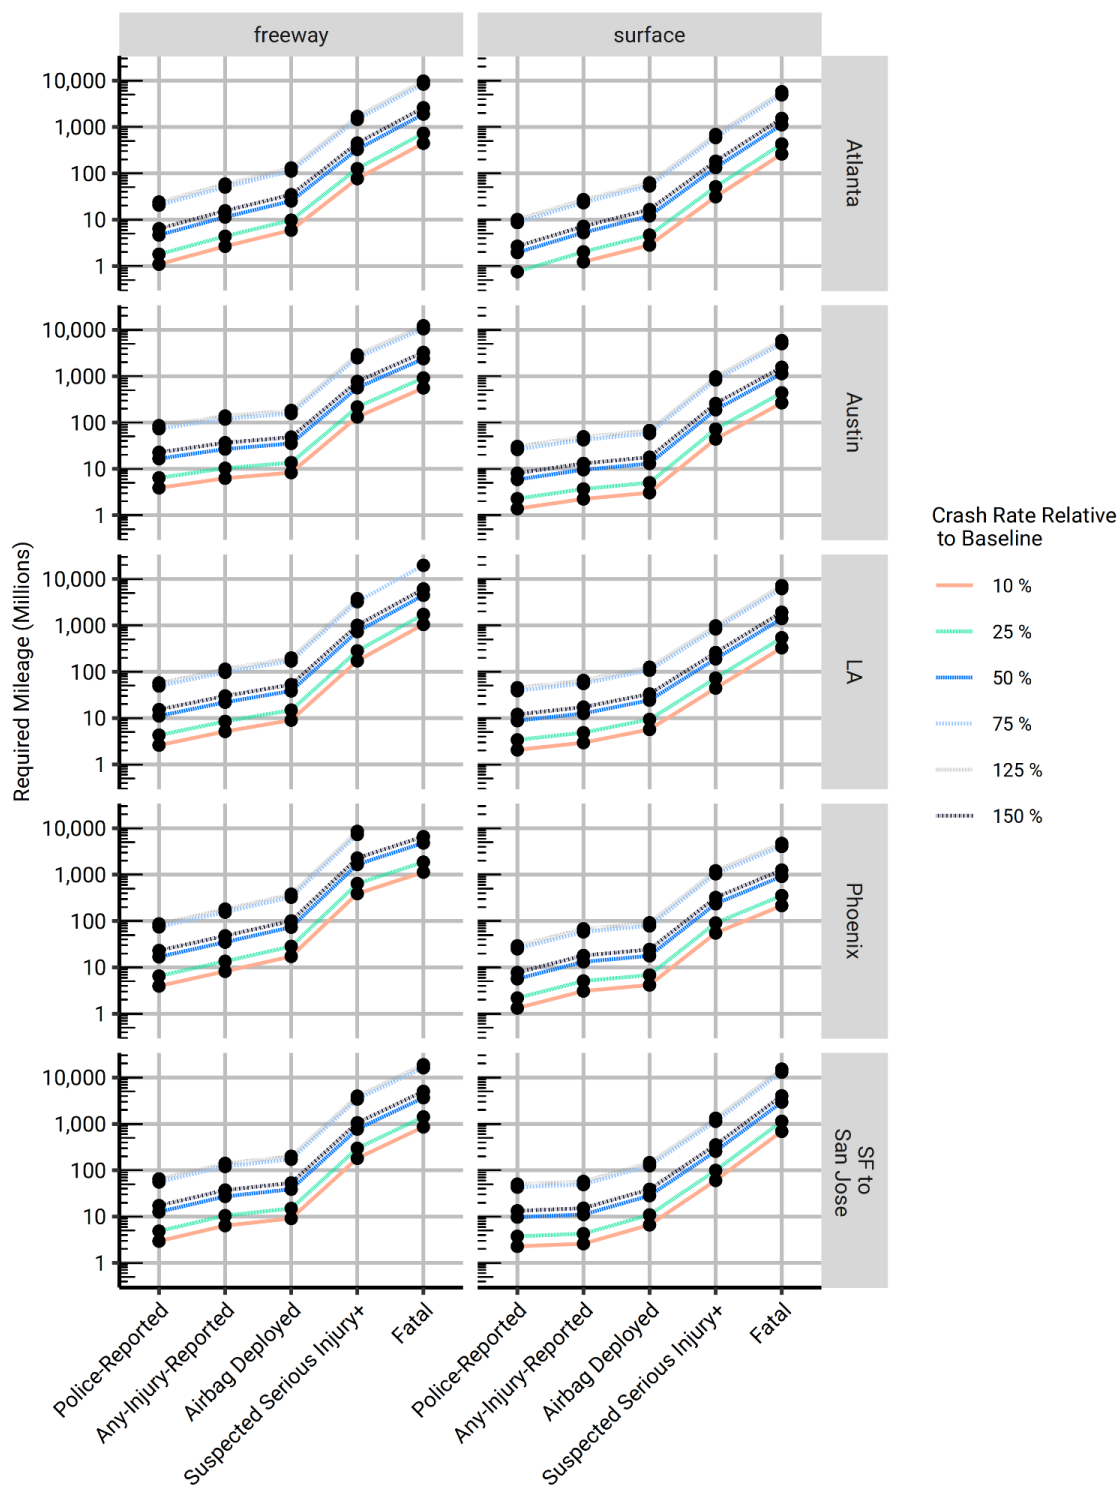 freeway
surface
10,000
1,000
100
10
1
Atlanta
10,000
1,000
100
10
1
Austin
10,000
1,000
100
10
1
LA
10,000
1,000
100
10
1
Phoenix
10,000
1,000
100
10
1
SF to
San Jose
Required Mileage (Millions)
Police-Reported
Any-Injury-Reported
Airbag Deployed
Suspected Serious Injury+
Fatal
Police-Reported
Any-Injury-Reported
Airbag Deployed
Suspected Serious Injury+
Fatal
Crash Rate Relative
to Baseline
10 %
25 %
50 %
75 %
125 %
150 %